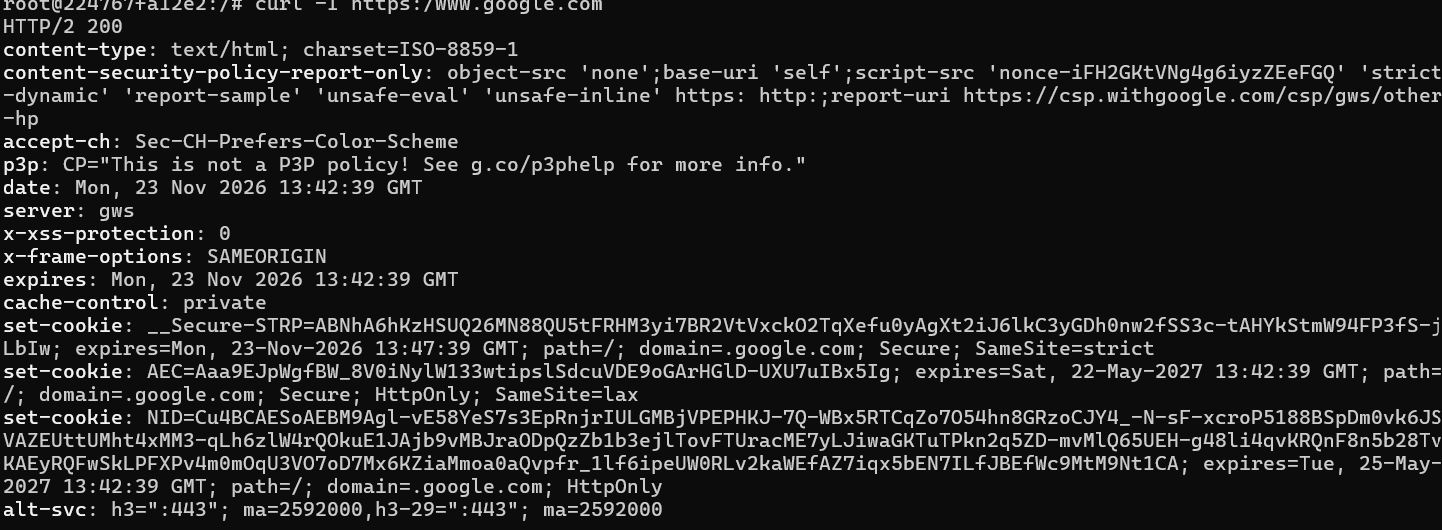 root@224767fa12e2:/# curl -I https:/www.google.com
HTTP/2 200
content-type: text/html; charset=ISO-8859-1
content-security-policy-report-only: object-src 'none';base-uri 'self';script-src 'nonce-iFH2GKtVNg4g6iyzZEeFGQ' 'strict
-dynamic' 'report-sample' 'unsafe-eval' 'unsafe-inline' https: http:;report-uri https://csp.withgoogle.com/csp/gws/other
-hp
accept-ch: Sec-CH-Prefers-Color-Scheme
p3p: CP="This is not a P3P policy! See g.co/p3phelp for more info."
date: Mon, 23 Nov 2026 13:42:39 GMT
server: gws
x-xss-protection: 0
x-frame-options: SAMEORIGIN
expires: Mon, 23 Nov 2026 13:42:39 GMT
cache-control: private
set-cookie: __Secure-STRP=ABNhA6hKzHSUQ26MN88QU5tFRHM3yi7BR2VtVxckO2TqXefu0yAgXt2iJ6lkC3yGDh0nw2fSS3c-tAHYkStmW94FP3fS-j
LbIw; expires=Mon, 23-Nov-2026 13:47:39 GMT; path=/; domain=.google.com; Secure; SameSite=strict
set-cookie: AEC=Aaa9EJpWgfBW_8V0iNylW133wtipslSdcuVDE9oGArHGlD-UXU7uIBx5Ig; expires=Sat, 22-May-2027 13:42:39 GMT; path=
/; domain=.google.com; Secure; HttpOnly; SameSite=lax
set-cookie: NID=Cu4BCAESoAEBM9Agl-vE58YeS7s3EpRnjrIULGMBjVPEPHKJ-7Q-WBx5RTCqZo7O54hn8GRzoCJY4_-N-sF-xcroP5188BSpDm0vk6JS
VAZEUttUMht4xMM3-qLh6zlW4rQOkuE1JAjb9vMBJraODpQzZb1b3ejlTovFTUracME7yLJiwaGKTuTPkn2q5ZD-mvMlQ65UEH-g48li4qvKRQnF8n5b28Tv
KAEyRQFwSkLPFXPv4m0mOqU3VO7oD7Mx6KZiaMmoa0aQvpfr_1lf6ipeUW0RLv2kaWEfAZ7iqx5bEN7ILfJBEfWc9MtM9Nt1CA; expires=Tue, 25-May-
2027 13:42:39 GMT; path=/; domain=.google.com; HttpOnly
alt-svc: h3=":443"; ma=2592000,h3-29=":443"; ma=2592000